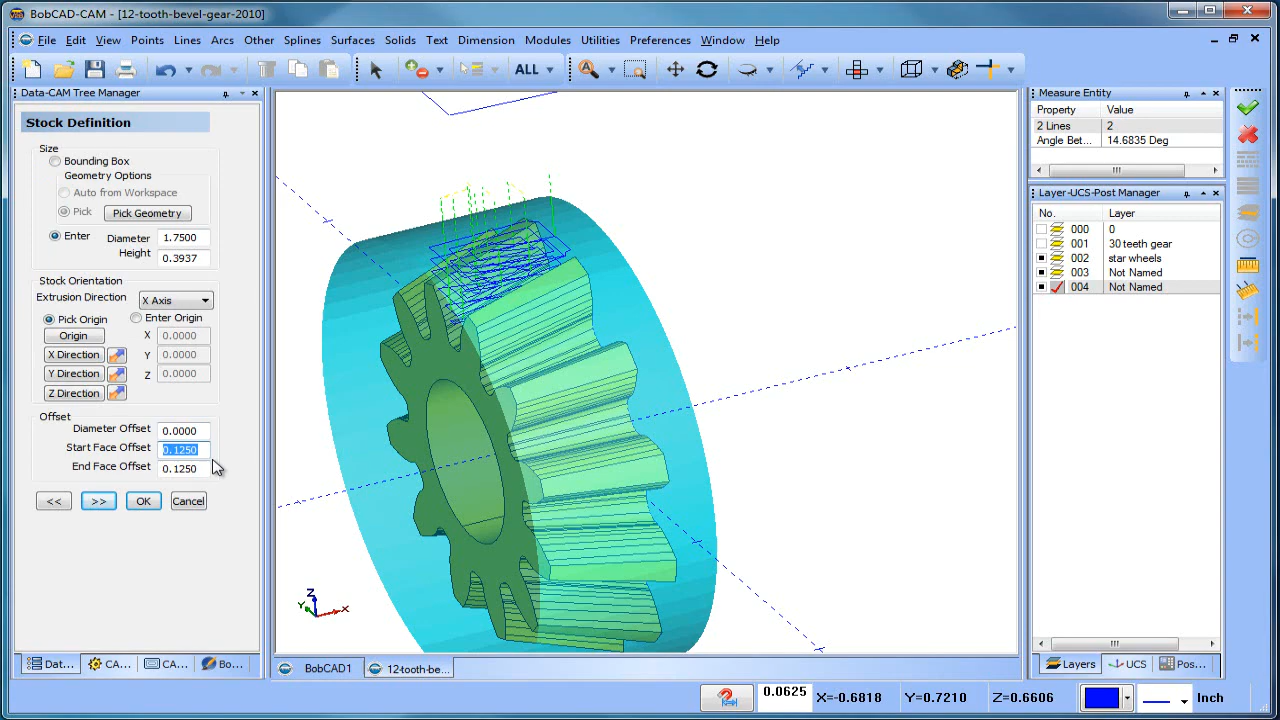 BobCAD-CAM - [12-tooth-bevel-gear-2010]
File Edit View Points Lines Arcs Other Splines Surfaces Solids Text Dimension Modules Utilities Preferences Window Help
ALL
Data-CAM Tree Manager
Stock Definition
Size
Bounding Box
Geometry Options
Auto from Workspace
Pick Pick Geometry
Enter Diameter 1.7500
Height 0.3937
Stock Orientation
Extrusion Direction X Axis
Pick Origin Enter Origin
Origin X 0.0000
X Direction Y 0.0000
Y Direction Z 0.0000
Z Direction
Offset
Diameter Offset 0.0000
Start Face Offset 0.1250
End Face Offset 0.1250
<< >> OK Cancel
Dat... CA... CA... Bo...
Z
Y X
BobCAD1 12-tooth-be...
Measure Entity
Property Value
2 Lines 2
Angle Bet... 14.6835 Deg
Layer-UCS-Post Manager
No. Layer
000 0
001 30 teeth gear
002 star wheels
003 Not Named
004 Not Named
Layers UCS Pos...
0.0625 X=-0.6818 Y=0.7210 Z=0.6606 Inch